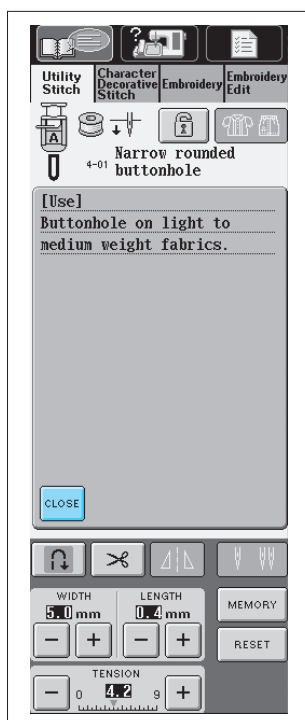 Utility
Stitch
Character
Decorative
Stitch
Embroidery
Embroidery
Edit
A
4-01 Narrow rounded
buttonhole
[Use]
Buttonhole on light to
medium weight fabrics.
CLOSE
WIDTH
5.0 mm
LENGTH
0.4 mm
MEMORY
− + − +
RESET
TENSION
− 0 4.2 9 +